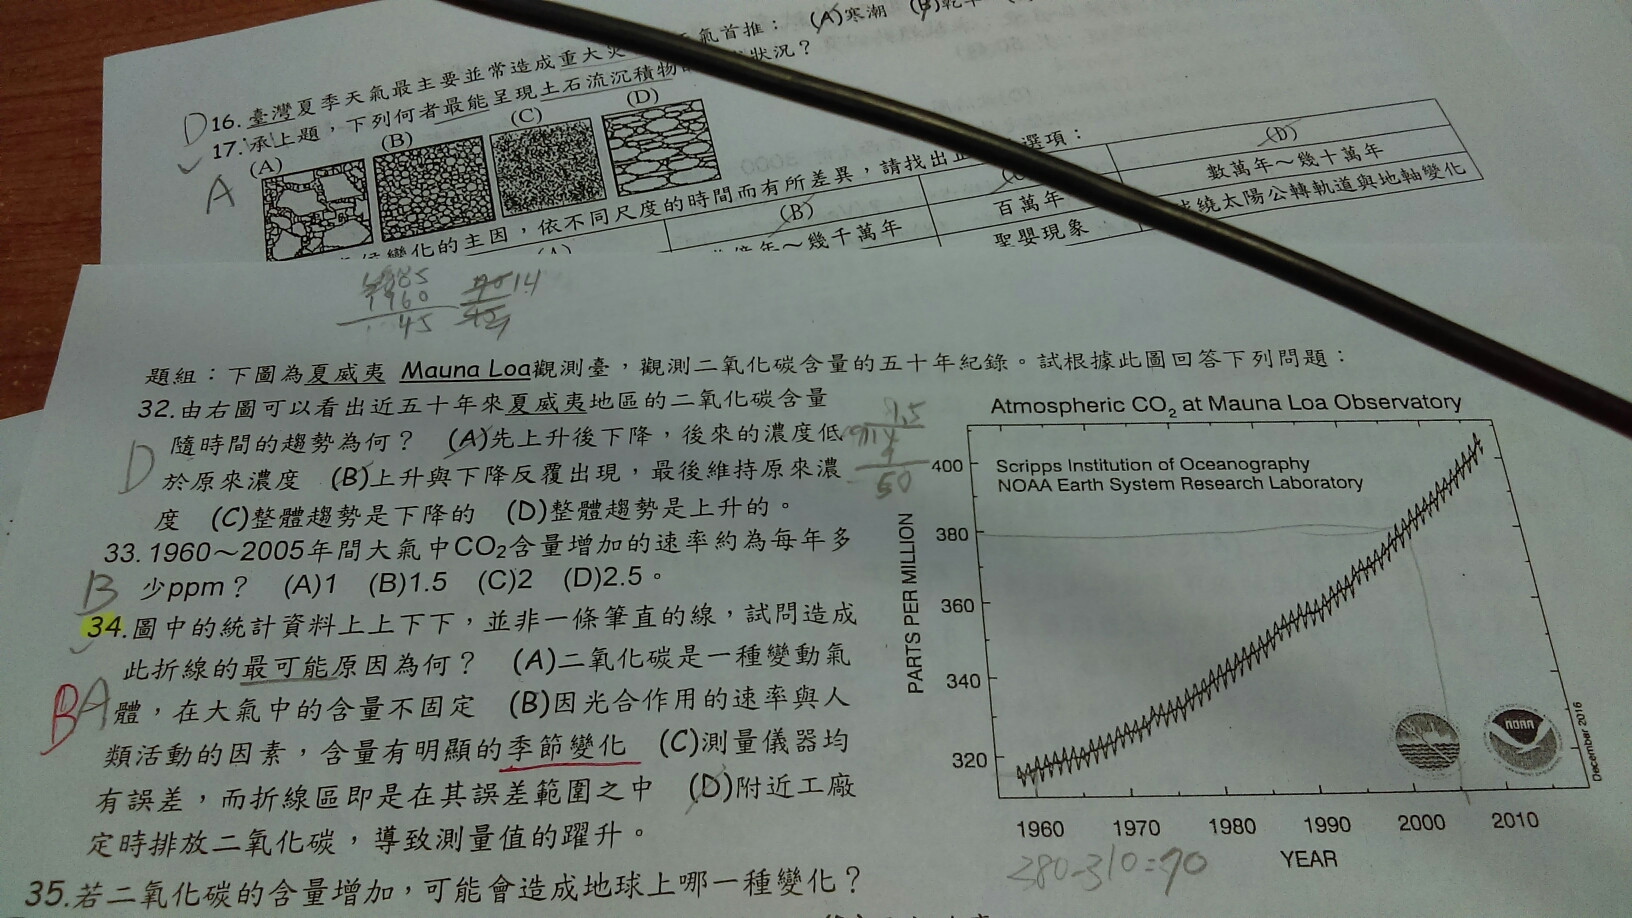 (A)寒潮
D 16.臺灣夏季天氣最主要並常造成重大災 氣首推：
✓ 17.承上題，下列何者最能呈現土石流沉積物 狀況？
A
(A) (B) (C) (D)
候變化的主因，依不同尺度的時間而有所差異，請找出正 選項：
(A) (B) (D)
億年～幾千萬年 百萬年 數萬年～幾十萬年
聖嬰現象 繞太陽公轉軌道與地軸變化
1960
45
題組：下圖為夏威夷 Mauna Loa觀測臺，觀測二氧化碳含量的五十年紀錄。試根據此圖回答下列問題：
32.由右圖可以看出近五十年來夏威夷地區的二氧化碳含量
D 隨時間的趨勢為何？ (A)先上升後下降，後來的濃度低
於原來濃度 (B)上升與下降反覆出現，最後維持原來濃
度 (C)整體趨勢是下降的 (D)整體趨勢是上升的。
33.1960～2005年間大氣中CO2含量增加的速率約為每年多
B 少ppm？ (A)1 (B)1.5 (C)2 (D)2.5。
34.圖中的統計資料上上下下，並非一條筆直的線，試問造成
此折線的最可能原因為何？ (A)二氧化碳是一種變動氣
B A 體，在大氣中的含量不固定 (B)因光合作用的速率與人
類活動的因素，含量有明顯的季節變化 (C)測量儀器均
有誤差，而折線區即是在其誤差範圍之中 (D)附近工廠
定時排放二氧化碳，導致測量值的躍升。
35.若二氧化碳的含量增加，可能會造成地球上哪一種變化？
50
Atmospheric CO2 at Mauna Loa Observatory
Scripps Institution of Oceanography
NOAA Earth System Research Laboratory
PARTS PER MILLION
400
380
360
340
320
NOAA
December 2016
1960 1970 1980 1990 2000 2010
YEAR
380-310=70